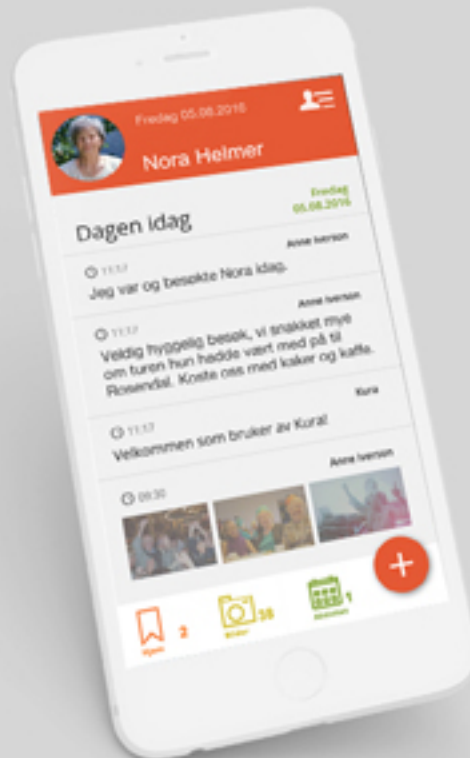 Fredag 05.08.2016
Nora Helmer
Dagen idag
Fredag
05.08.2016
11:17
Anne Iverson
Jeg var og besøkte Nora idag.
11:17
Anne Iverson
Veldig hyggelig besøk, vi snakket mye
om turen hun hadde vært med på til
Rosendal. Koste oss med kaker og kaffe.
11:17
Kura
Velkommen som bruker av Kura!
09:30
Anne Iverson
2
Bilder
38
1